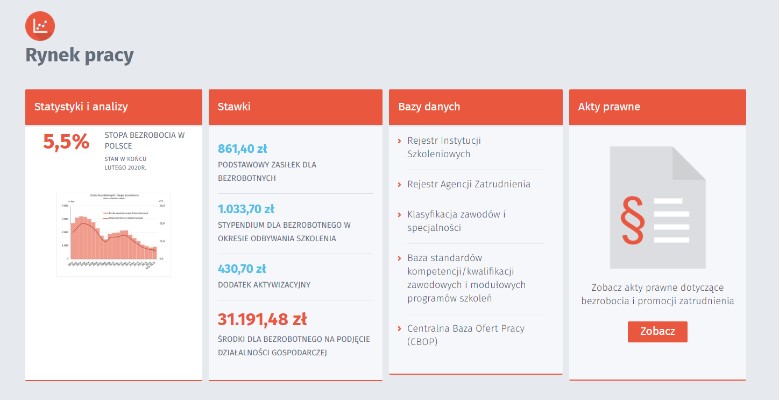 Rynek pracy
Statystyki i analizy
5,5%
STOPA BEZROBOCIA W
POLSCE
STAN W KOŃCU
LUTEGO 2020R.
Stawki
861,40 zł
PODSTAWOWY ZASIŁEK DLA
BEZROBOTNYCH
1.033,70 zł
STYPENDIUM DLA BEZROBOTNEGO W
OKRESIE ODBYWANIA SZKOLENIA
430,70 zł
DODATEK AKTYWIZACYJNY
31.191,48 zł
ŚRODKI DLA BEZROBOTNEGO NA PODJĘCIE
DZIAŁALNOŚCI GOSPODARCZEJ
Bazy danych
Rejestr Instytucji
Szkoleniowych
Rejestr Agencji Zatrudnienia
Klasyfikacja zawodów i
specjalności
Baza standardów
kompetencji/kwalifikacji
zawodowych i modułowych
programów szkoleń
Centralna Baza Ofert Pracy
(CBOP)
Akty prawne
§
Zobacz akty prawne dotyczące
bezrobocia i promocji zatrudnienia
Zobacz